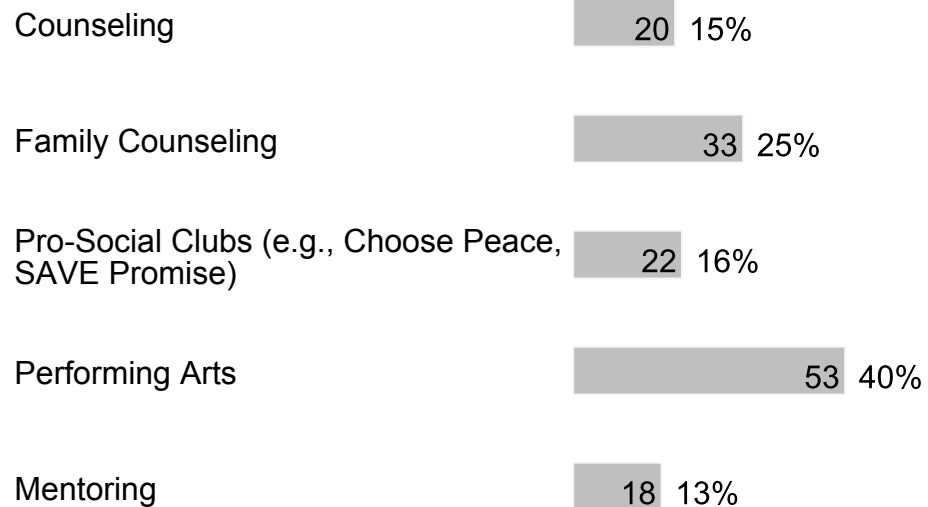 Counseling
20 15%
Family Counseling
33 25%
Pro-Social Clubs (e.g., Choose Peace,
SAVE Promise)
22 16%
Performing Arts
53 40%
Mentoring
18 13%